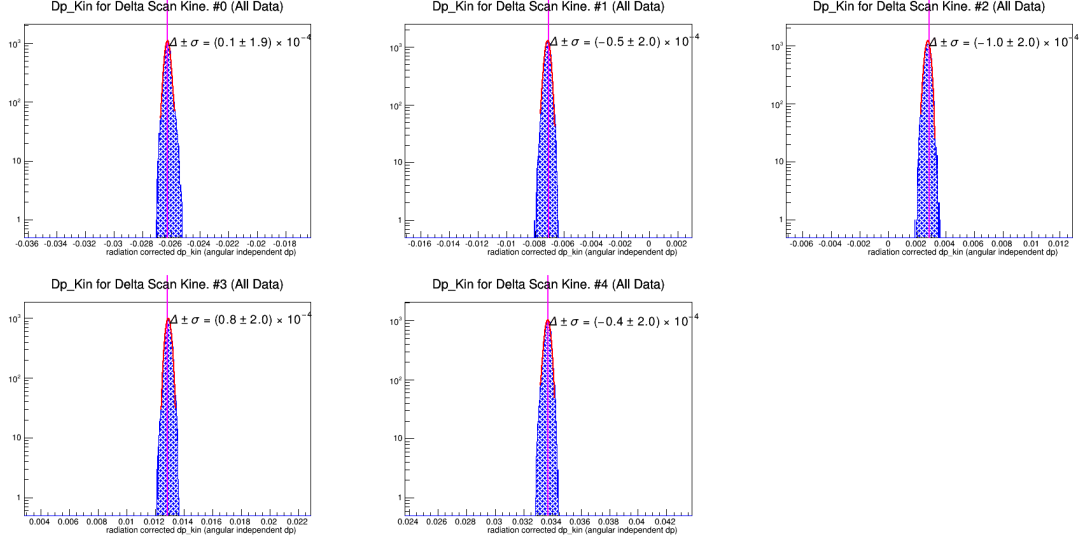 Dp_Kin for Delta Scan Kine. #0 (All Data)
Δ ± σ = (0.1 ± 1.9) × 10⁻⁴
10³
10²
10
1
-0.036 -0.034 -0.032 -0.03 -0.028 -0.026 -0.024 -0.022 -0.02 -0.018
radiation corrected dp_kin (angular independent dp)
Dp_Kin for Delta Scan Kine. #1 (All Data)
Δ ± σ = (−0.5 ± 2.0) × 10⁻⁴
10³
10²
10
1
-0.016 -0.014 -0.012 -0.01 -0.008 -0.006 -0.004 -0.002 0 0.002
radiation corrected dp_kin (angular independent dp)
Dp_Kin for Delta Scan Kine. #2 (All Data)
Δ ± σ = (−1.0 ± 2.0) × 10⁻⁴
10³
10²
10
1
-0.006 -0.004 -0.002 0 0.002 0.004 0.006 0.008 0.01 0.012
radiation corrected dp_kin (angular independent dp)
Dp_Kin for Delta Scan Kine. #3 (All Data)
Δ ± σ = (0.8 ± 2.0) × 10⁻⁴
10³
10²
10
1
0.004 0.006 0.008 0.01 0.012 0.014 0.016 0.018 0.02 0.022
radiation corrected dp_kin (angular independent dp)
Dp_Kin for Delta Scan Kine. #4 (All Data)
Δ ± σ = (−0.4 ± 2.0) × 10⁻⁴
10³
10²
10
1
0.024 0.026 0.028 0.03 0.032 0.034 0.036 0.038 0.04 0.042
radiation corrected dp_kin (angular independent dp)